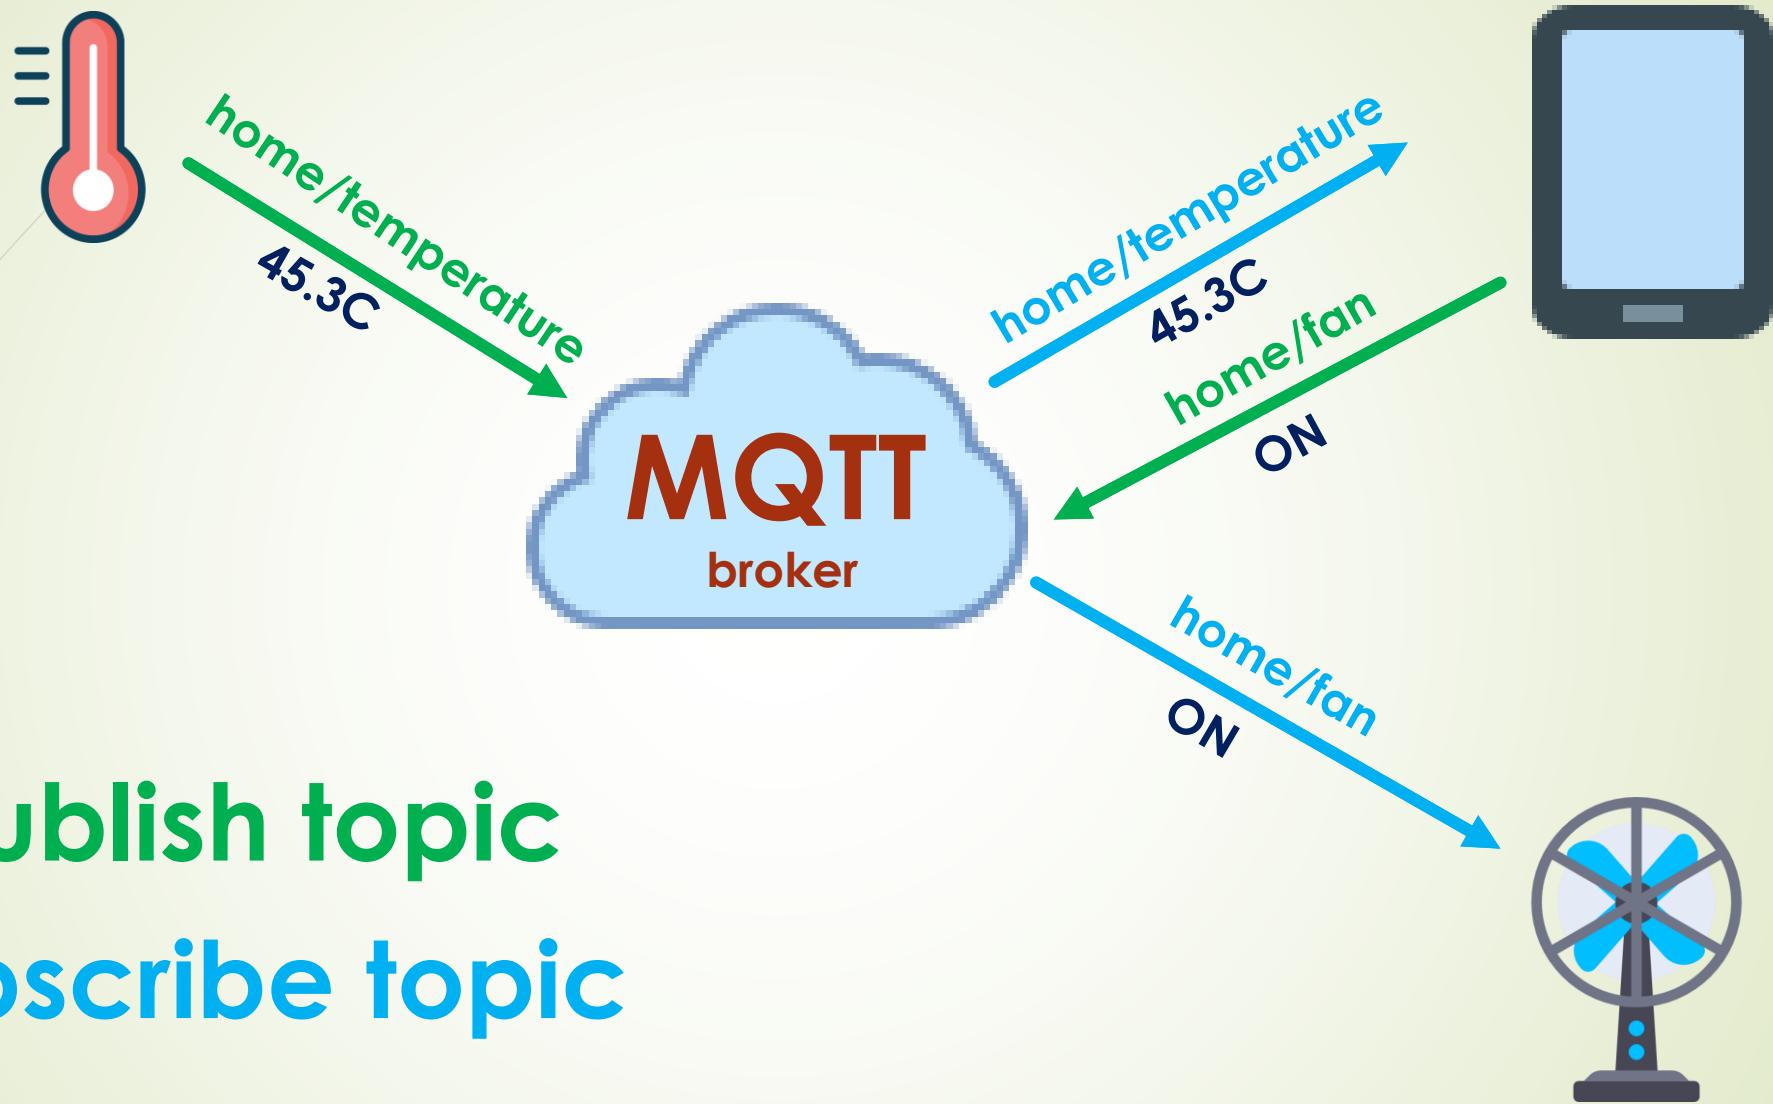 home/temperature
45.3C
home/temperature
45.3C
home/fan
ON
MQTT
broker
home/fan
ON
ublish topic
scribe topic